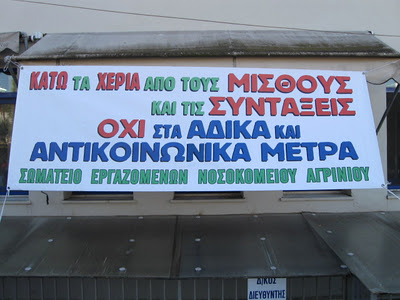 ΚΑΤΩ ΤΑ ΧΕΡΙΑ ΑΠΟ ΤΟΥΣ ΜΙΣΘΟΥΣ
ΚΑΙ ΤΙΣ ΣΥΝΤΑΞΕΙΣ
ΟΧΙ ΣΤΑ ΑΔΙΚΑ ΚΑΙ
ΑΝΤΙΚΟΙΝΩΝΙΚΑ ΜΕΤΡΑ
ΣΩΜΑΤΕΙΟ ΕΡΓΑΖΟΜΕΝΩΝ ΝΟΣΟΚΟΜΕΙΟΥ ΑΓΡΙΝΙΟΥ
ΔΙΕΥΘΥΝΤΗΣ